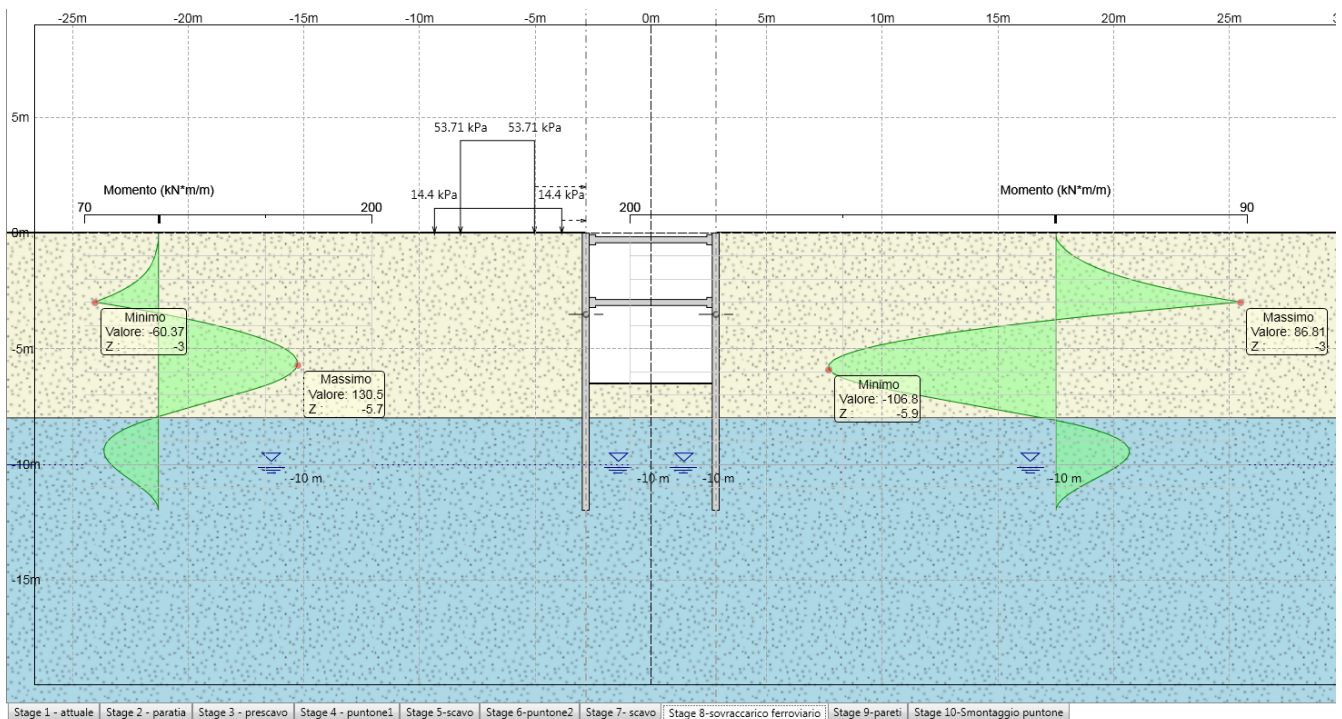 -25m -20m -15m -10m -5m 0m 5m 10m 15m 20m 25m 3
5m
53.71 kPa 53.71 kPa
14.4 kPa 14.4 kPa
Momento (kN*m/m) Momento (kN*m/m)
70 200 200 90
0m
Minimo
Valore: -60.37
Z : -3
Massimo
Valore: 86.81
Z : -3
-5m
Massimo
Valore: 130.5
Z : -5.7
Minimo
Valore: -106.8
Z : -5.9
-10m
-10 m -10 m -10 m -10 m
-15m
Stage 1 - attuale Stage 2 - paratia Stage 3 - prescavo Stage 4 - puntone1 Stage 5-scavo Stage 6-puntone2 Stage 7- scavo Stage 8-sovraccarico ferroviario Stage 9-pareti Stage 10-Smontaggio puntone